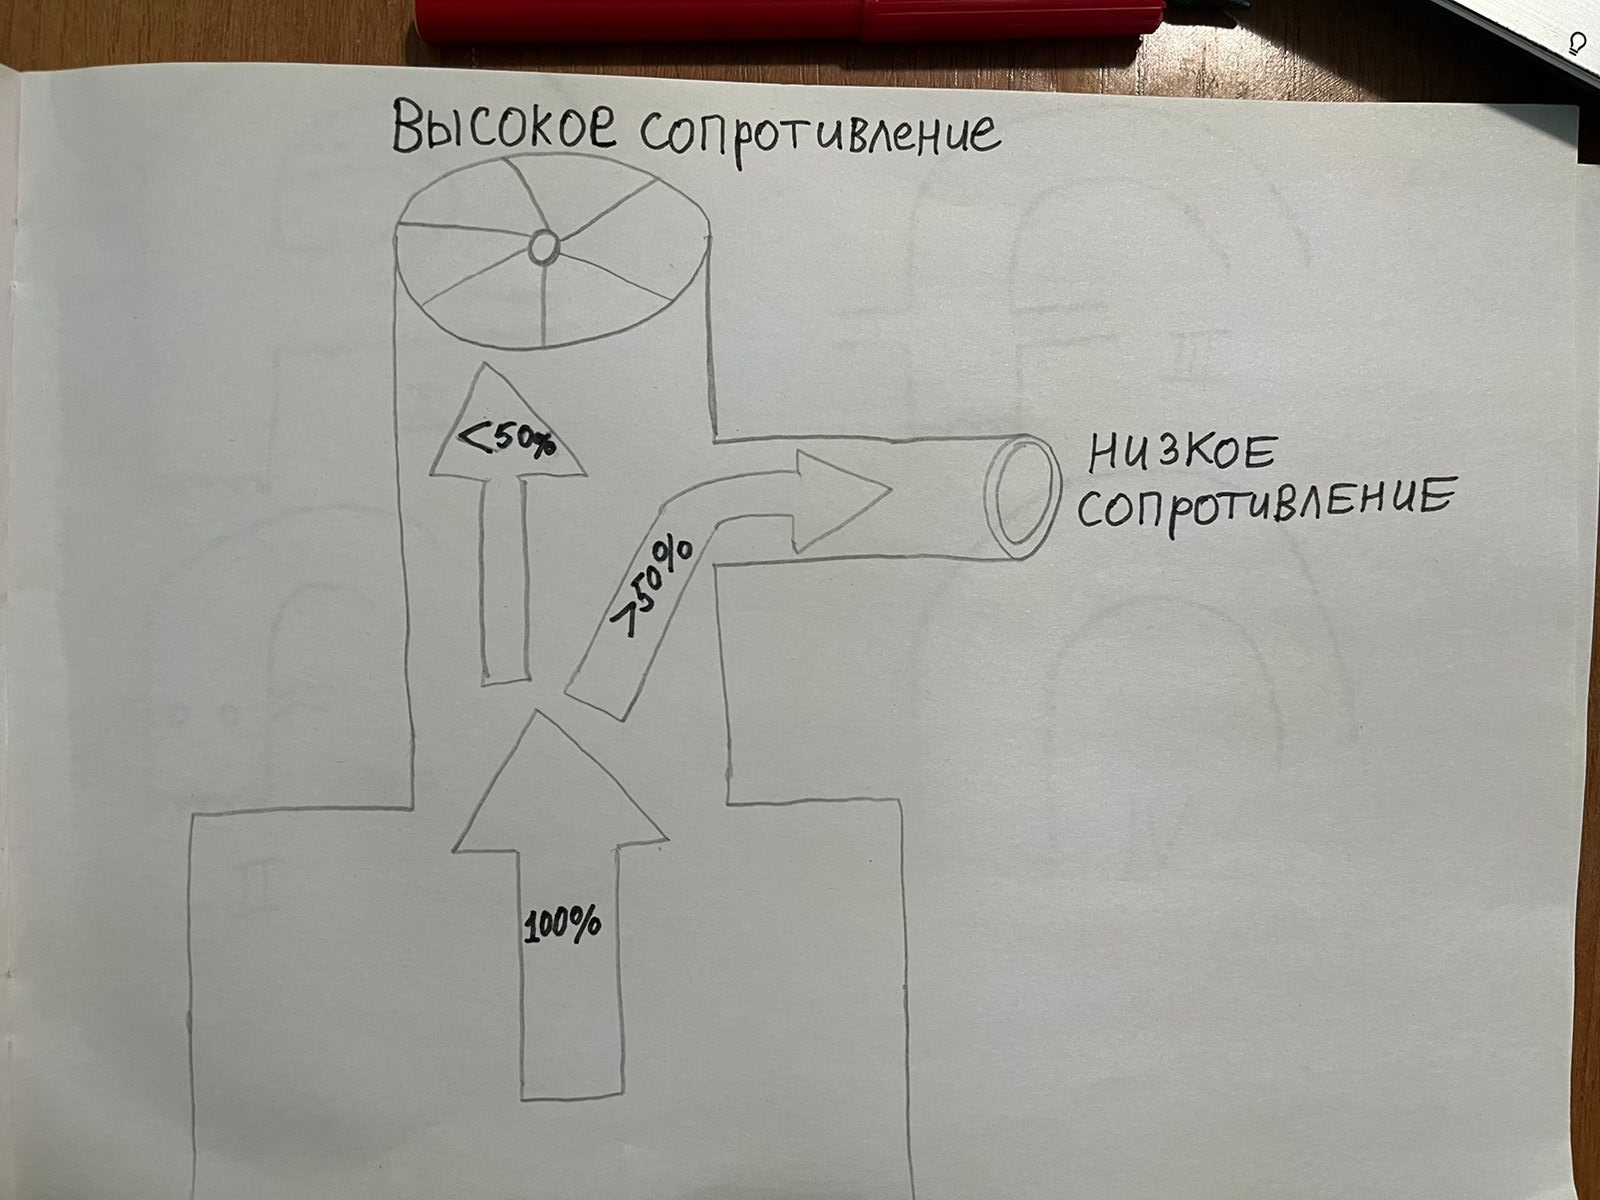 Высокое сопротивление
<50%
НИЗКОЕ
СОПРОТИВЛЕНИЕ
>50%
100%